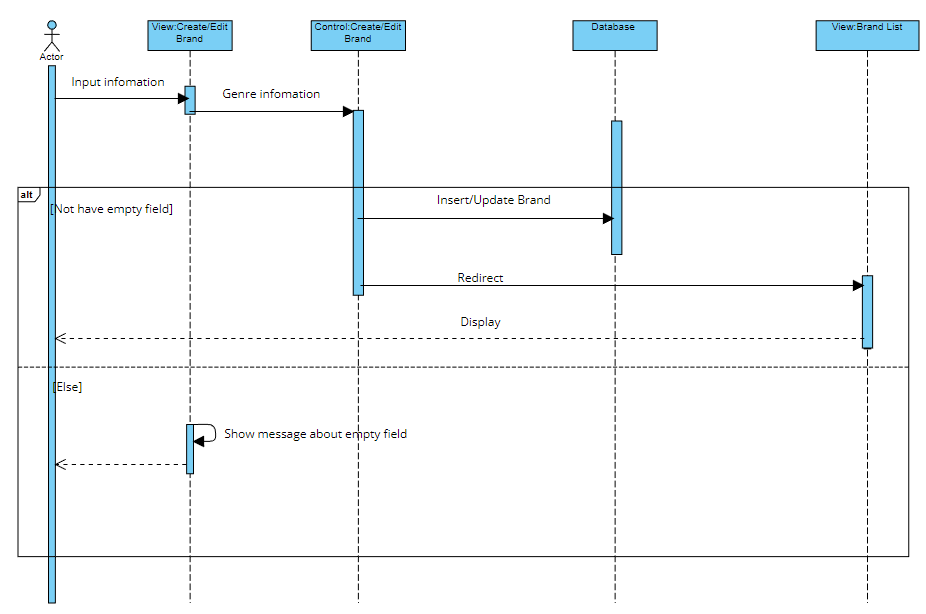 View:Create/Edit
Brand
Control:Create/Edit
Brand
Database
View:Brand List
Actor
Input infomation
Genre infomation
alt
[Not have empty field]
Insert/Update Brand
Redirect
Display
[Else]
Show message about empty field